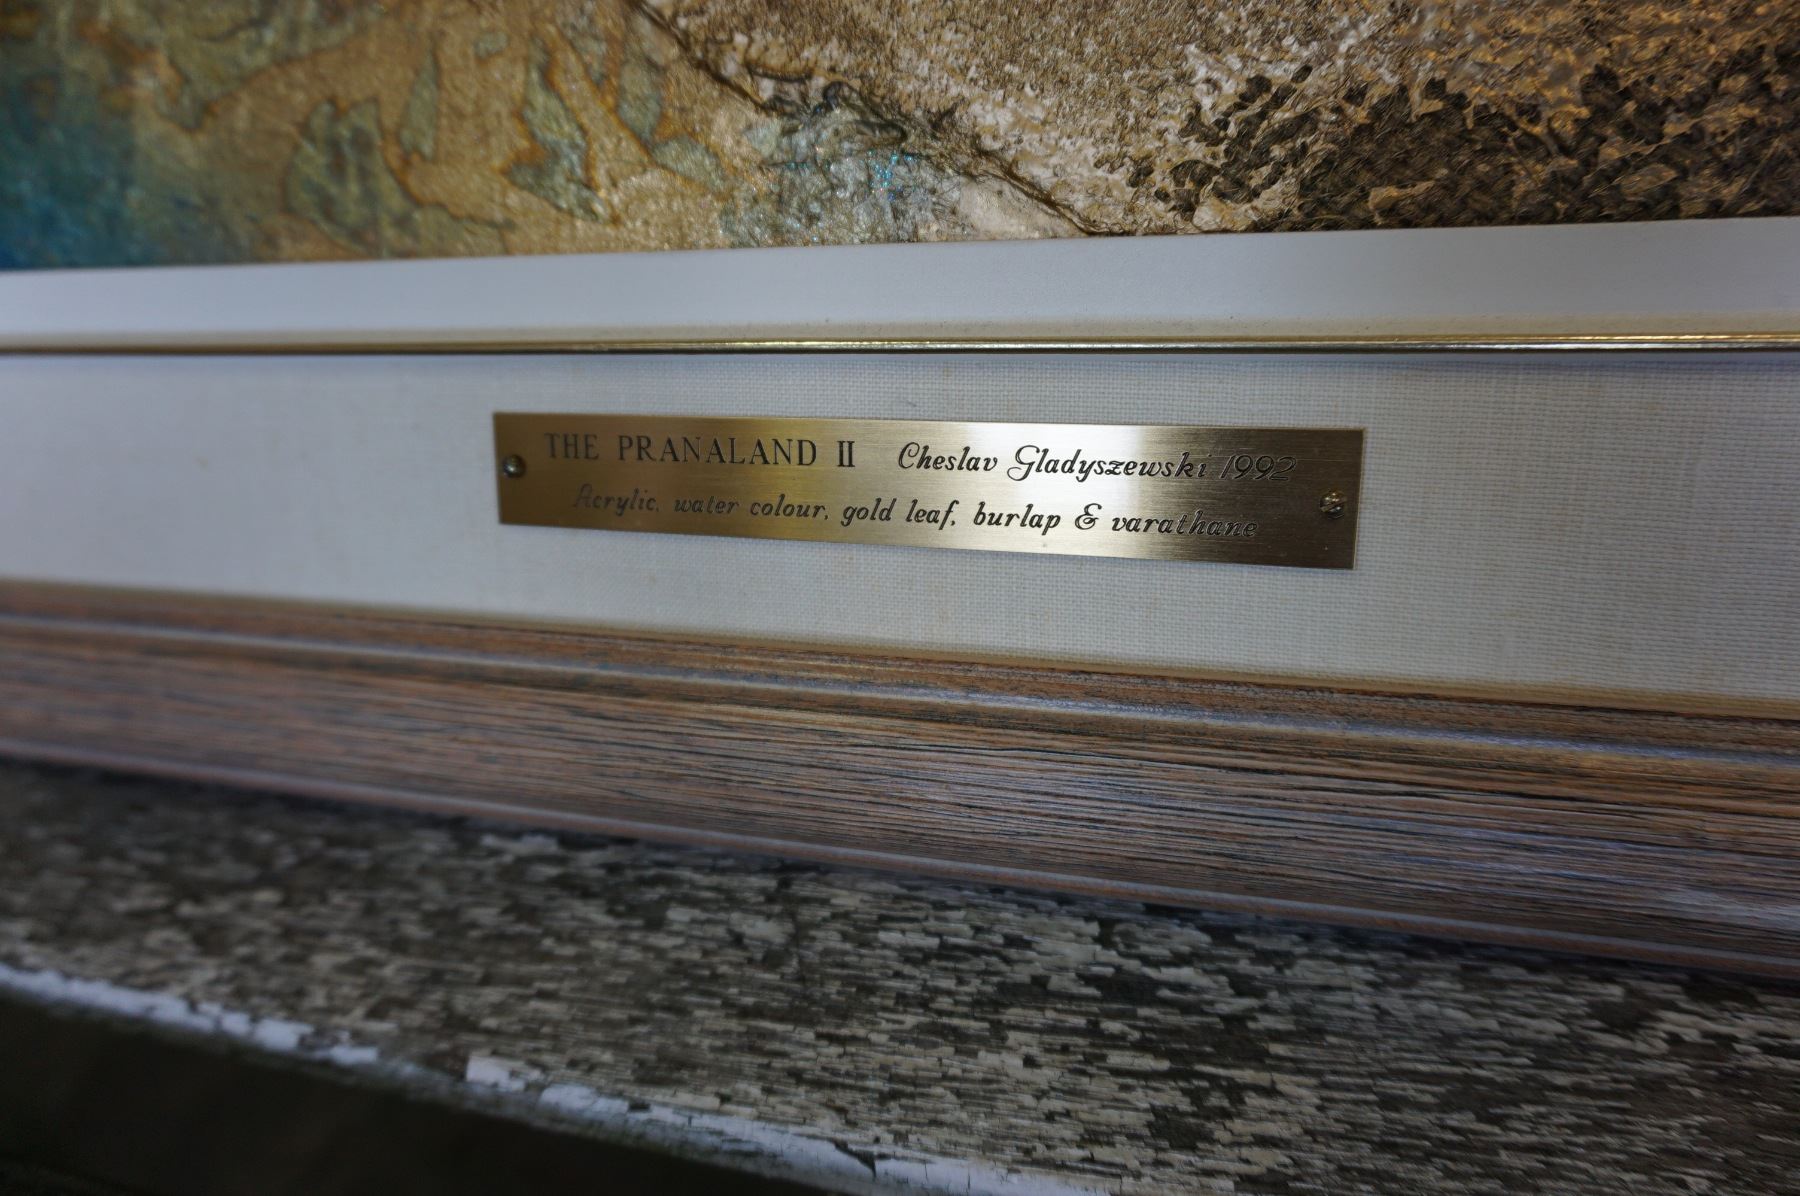 THE PRANALAND II Cheslav Gladyszewski 1992
Acrylic, water colour, gold leaf, burlap & varathane